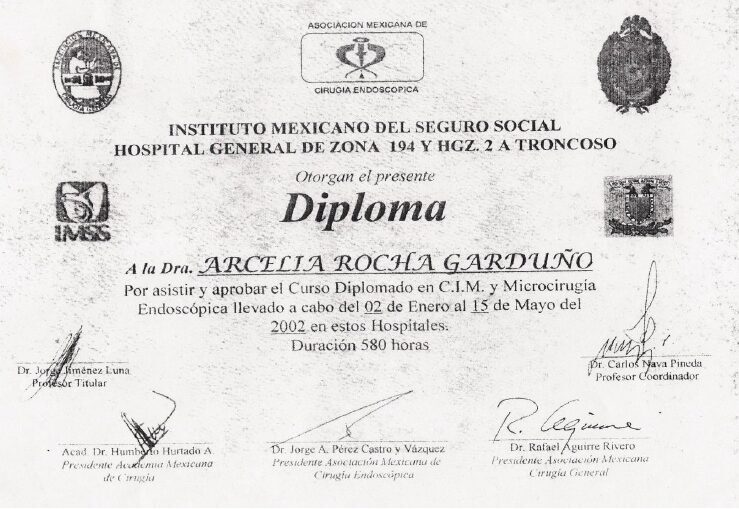 ASOCIACION MEXICANA DE
CIRUGIA ENDOSCOPICA
INSTITUTO MEXICANO DEL SEGURO SOCIAL
HOSPITAL GENERAL DE ZONA 194 Y HGZ. 2 A TRONCOSO
Otorgan el presente
Diploma
IMSS
A la Dra. ARCELIA ROCHA GARDUÑO
Por asistir y aprobar el Curso Diplomado en C.I.M. y Microcirugía
Endoscópica llevado a cabo del 02 de Enero al 15 de Mayo del
2002 en estos Hospitales.
Duración 580 horas
Dr. Jorge Jiménez Luna
Profesor Titular
Dr. Carlos Nava Pineda
Profesor Coordinador
R. Aguirre
Acad. Dr. Humberto Hurtado A.
Presidente Academia Mexicana
de Cirugía
Dr. Jorge A. Pérez Castro y Vázquez
Presidente Asociación Mexicana de
Cirugía Endoscópica
Dr. Rafael Aguirre Rivero
Presidente Asociación Mexicana
Cirugía General